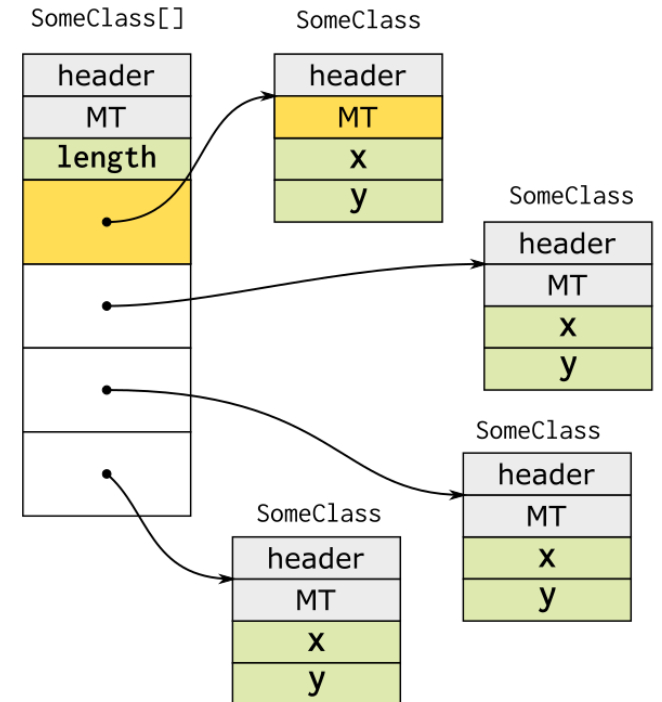 SomeClass[]
header
MT
length
SomeClass
header
MT
x
y
SomeClass
header
MT
x
y
SomeClass
header
MT
x
y
SomeClass
header
MT
x
y